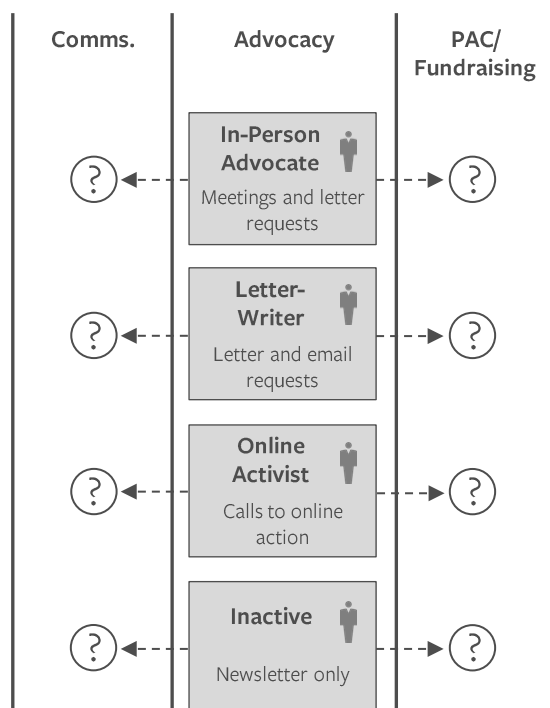 Comms.
Advocacy
PAC/
Fundraising
In-Person
Advocate
Meetings and letter
requests
?
?
Letter-
Writer
Letter and email
requests
?
?
Online
Activist
Calls to online
action
?
?
Inactive
Newsletter only
?
?